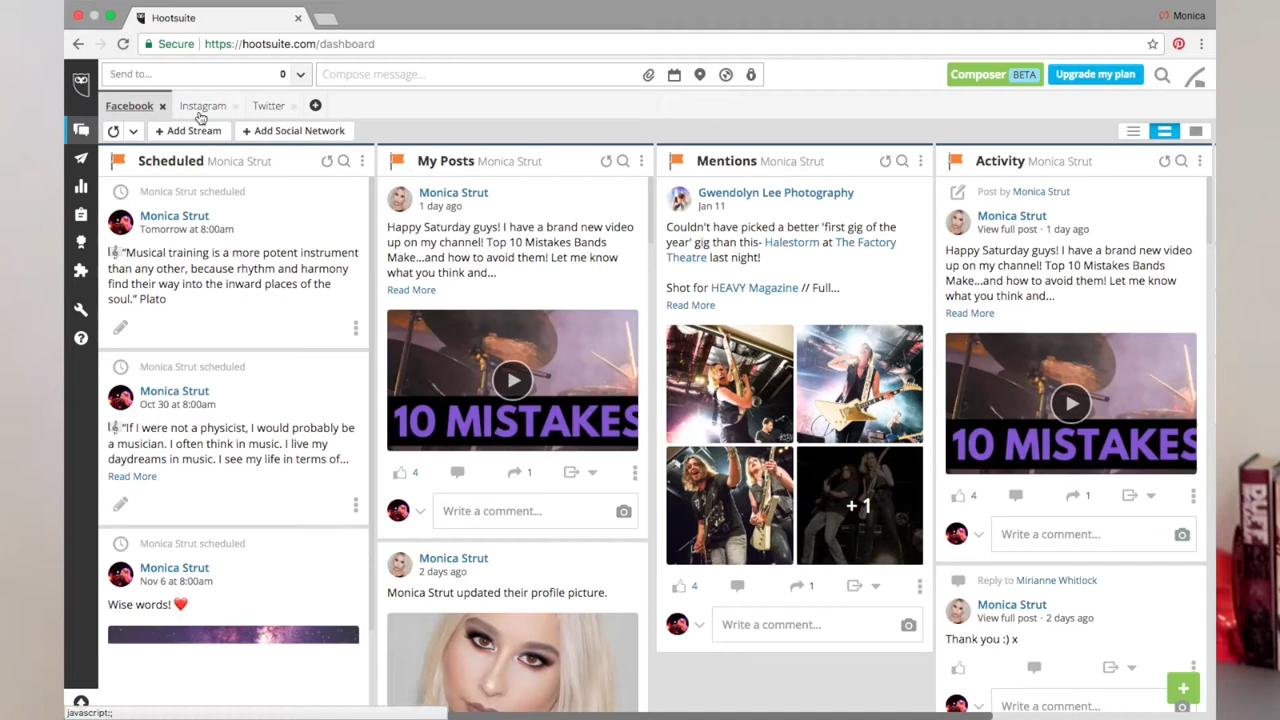 Hootsuite
Monica
Secure https://hootsuite.com/dashboard
Send to... 0
Compose message...
Composer BETA
Upgrade my plan
Facebook
Instagram
Twitter
+ Add Stream
+ Add Social Network
Scheduled Monica Strut
Monica Strut scheduled
Monica Strut
Tomorrow at 8:00am
“Musical training is a more potent instrument
than any other, because rhythm and harmony
find their way into the inward places of the
soul.” Plato
Monica Strut scheduled
Monica Strut
Oct 30 at 8:00am
“If I were not a physicist, I would probably be
a musician. I often think in music. I live my
daydreams in music. I see my life in terms of...
Read More
Monica Strut scheduled
Monica Strut
Nov 6 at 8:00am
Wise words! ❤️
My Posts Monica Strut
Monica Strut
1 day ago
Happy Saturday guys! I have a brand new video
up on my channel! Top 10 Mistakes Bands
Make...and how to avoid them! Let me know
what you think and...
Read More
10 MISTAKES
4
1
Write a comment...
Monica Strut
2 days ago
Monica Strut updated their profile picture.
Mentions Monica Strut
Gwendolyn Lee Photography
Jan 11
Couldn't have picked a better 'first gig of the
year' gig than this- Halestorm at The Factory
Theatre last night!
Shot for HEAVY Magazine // Full...
Read More
+ 1
4
1
Write a comment...
Activity Monica Strut
Post by Monica Strut
Monica Strut
View full post · 1 day ago
Happy Saturday guys! I have a brand new video
up on my channel! Top 10 Mistakes Bands
Make...and how to avoid them! Let me know
what you think and...
Read More
10 MISTAKES
4
1
Write a comment...
Reply to Mirianne Whitlock
Monica Strut
View full post · 2 days ago
Thank you :) x
Write a comment...
javascript:;